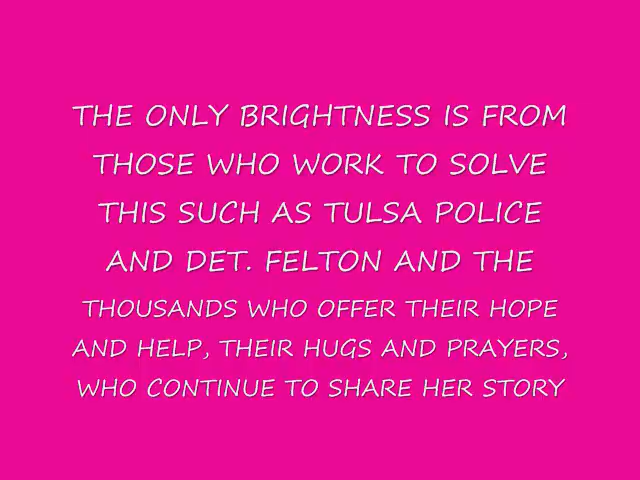 THE ONLY BRIGHTNESS IS FROM
THOSE WHO WORK TO SOLVE
THIS SUCH AS TULSA POLICE
AND DET. FELTON AND THE
THOUSANDS WHO OFFER THEIR HOPE
AND HELP, THEIR HUGS AND PRAYERS,
WHO CONTINUE TO SHARE HER STORY